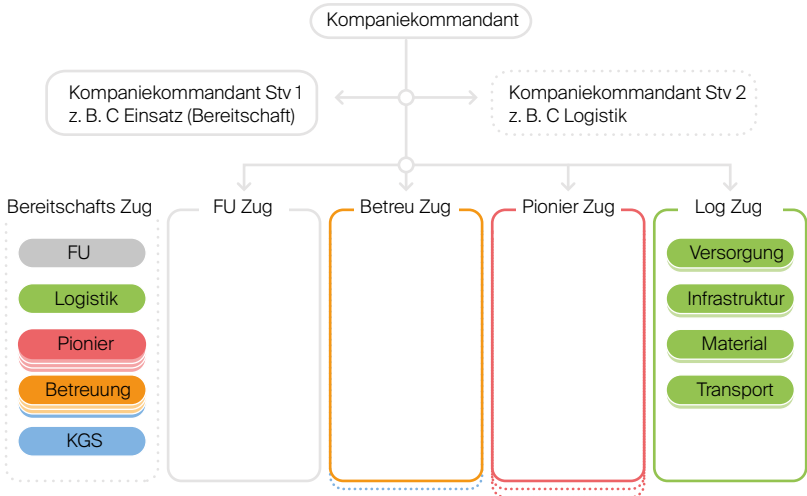 Kompaniekommandant
Kompaniekommandant Stv 1
z. B. C Einsatz (Bereitschaft)
Kompaniekommandant Stv 2
z. B. C Logistik
Bereitschafts Zug
FU
Logistik
Pionier
Betreuung
KGS
FU Zug
Betreu Zug
Pionier Zug
Log Zug
Versorgung
Infrastruktur
Material
Transport